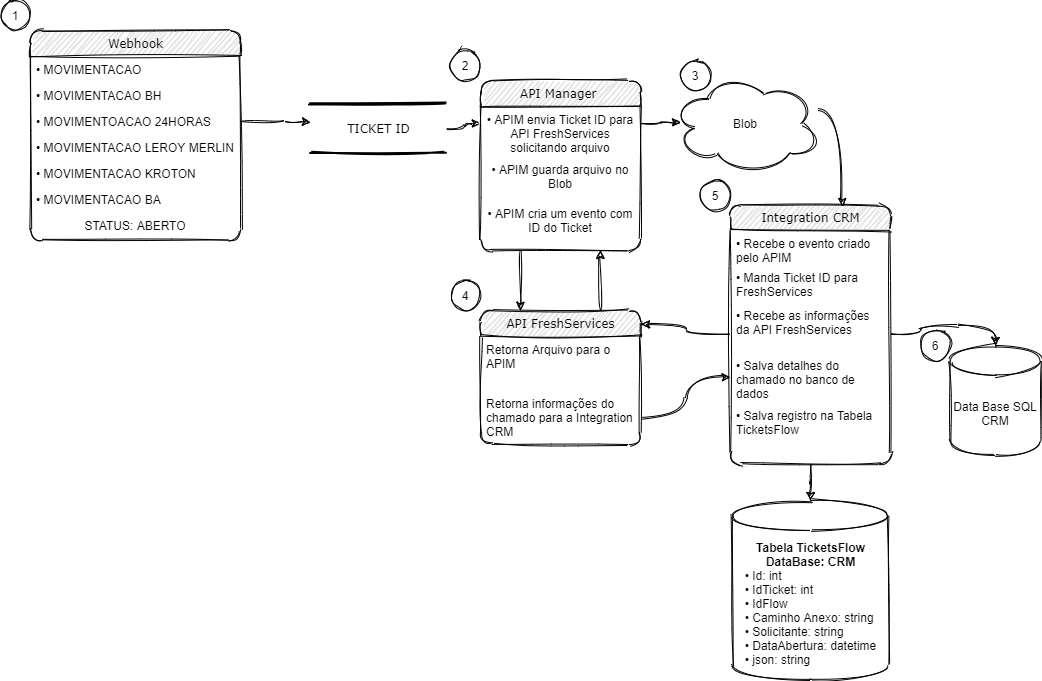 1
Webhook
• MOVIMENTACAO
• MOVIMENTACAO BH
• MOVIMENTOACAO 24HORAS
• MOVIMENTACAO LEROY MERLIN
• MOVIMENTACAO KROTON
• MOVIMENTACAO BA
STATUS: ABERTO
TICKET ID
2
API Manager
• APIM envia Ticket ID para
API FreshServices
solicitando arquivo
• APIM guarda arquivo no
Blob
• APIM cria um evento com
ID do Ticket
3
Blob
4
API FreshServices
Retorna Arquivo para o
APIM
Retorna informações do
chamado para a Integration
CRM
5
Integration CRM
• Recebe o evento criado
pelo APIM
• Manda Ticket ID para
FreshServices
• Recebe as informações
da API FreshServices
• Salva detalhes do
chamado no banco de
dados
• Salva registro na Tabela
TicketsFlow
6
Data Base SQL
CRM
Tabela TicketsFlow
DataBase: CRM
• Id: int
• IdTicket: int
• IdFlow
• Caminho Anexo: string
• Solicitante: string
• DataAbertura: datetime
• json: string